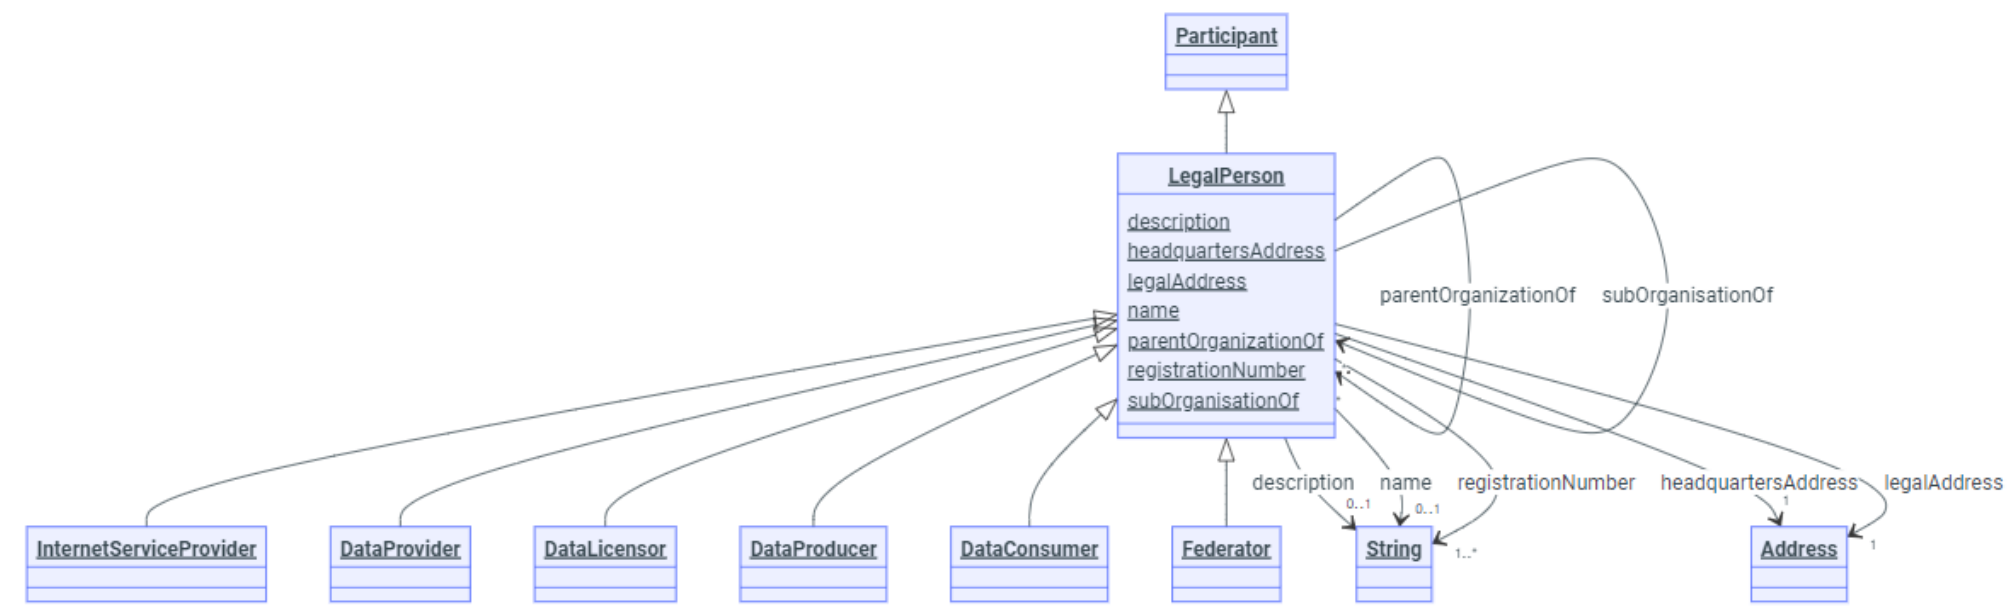 Participant
LegalPerson
description
headquartersAddress
legalAddress
name
parentOrganizationOf
registrationNumber
subOrganisationOf
parentOrganizationOf
subOrganisationOf
description
name
registrationNumber
headquartersAddress
legalAddress
0..1
0..1
1..*
1
1
InternetServiceProvider
DataProvider
DataLicensor
DataProducer
DataConsumer
Federator
String
Address